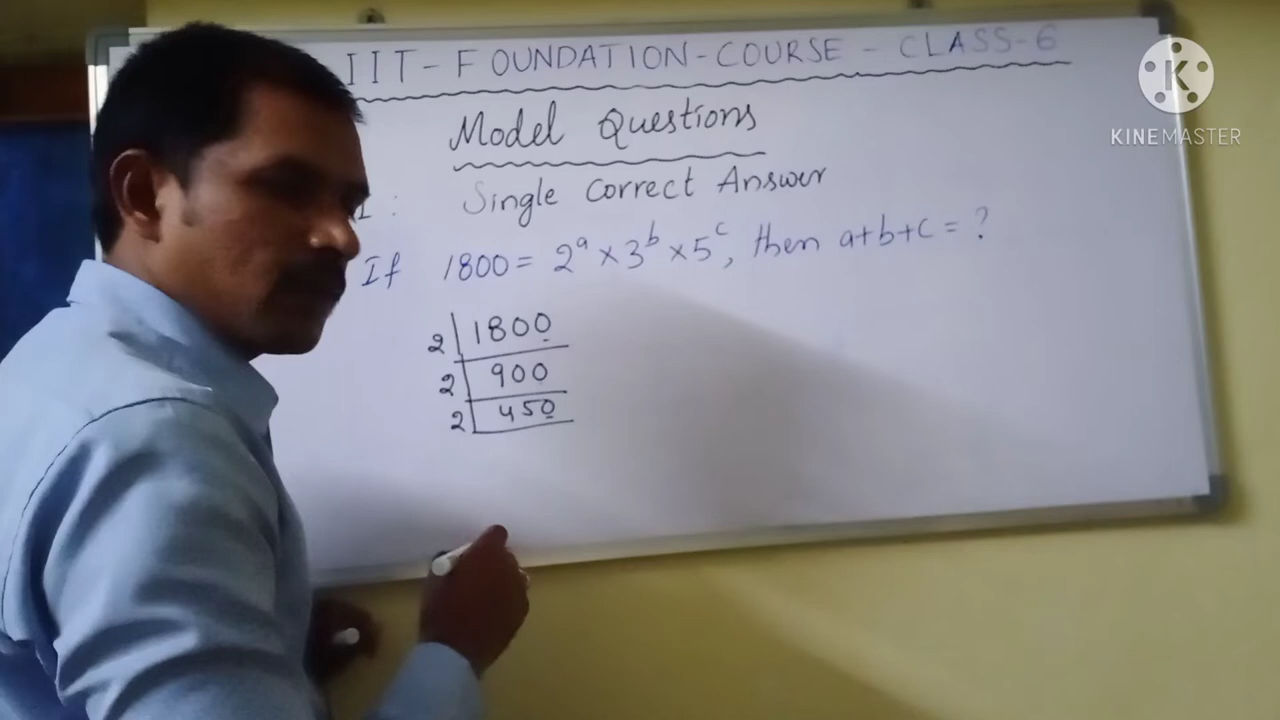 IIT - FOUNDATION - COURSE - CLASS - 6
Model Questions
I : Single Correct Answer
If 1800 = 2^a × 3^b × 5^c, then a+b+c = ?
2 | 1800
2 | 900
2 | 450
K
KINEMASTER